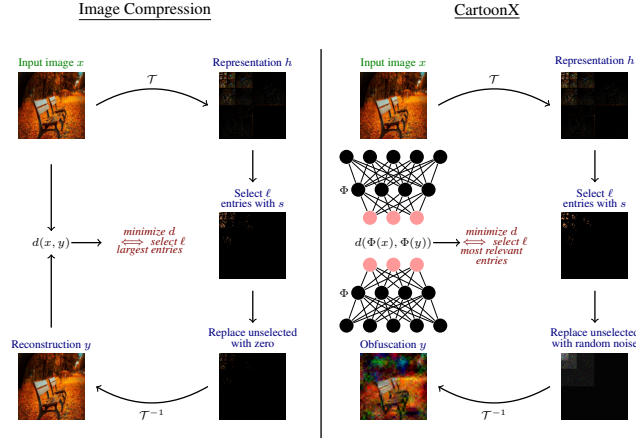 Image Compression
Input image x
𝒯
Representation h
Select ℓ
entries with s
d(x, y)
minimize d
⟺ select ℓ
largest entries
Replace unselected
with zero
Reconstruction y
𝒯⁻¹
CartoonX
Input image x
𝒯
Representation h
Φ
Select ℓ
entries with s
d(Φ(x), Φ(y))
minimize d
⟺ select ℓ
most relevant
entries
Φ
Replace unselected
with random noise
Obfuscation y
𝒯⁻¹